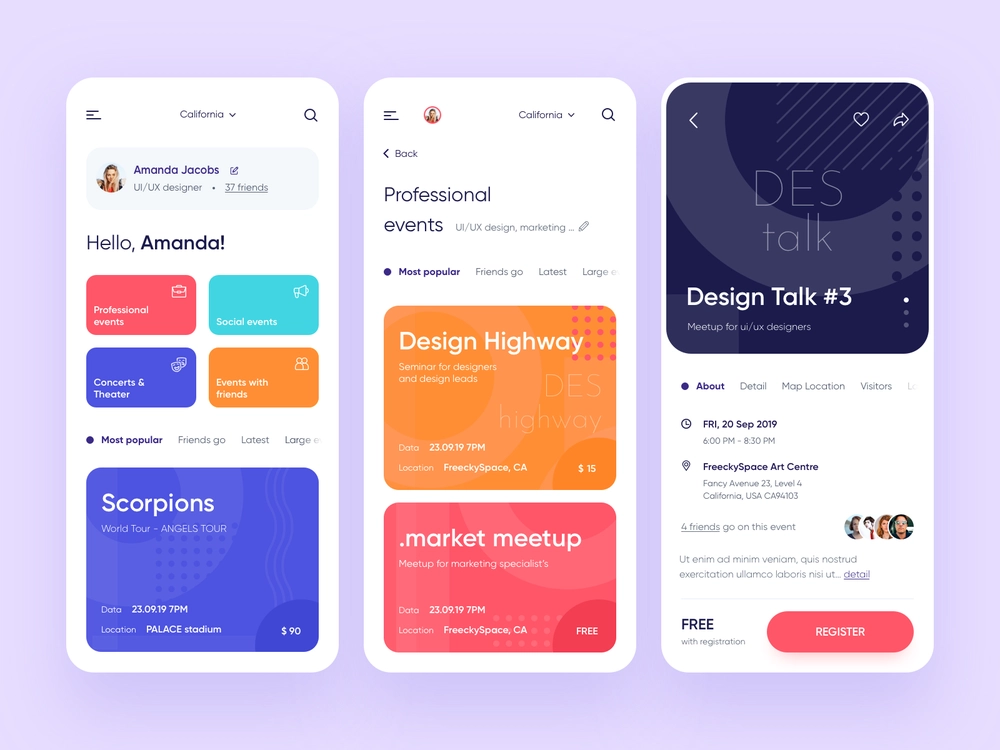 California
Amanda Jacobs
UI/UX designer • 37 friends
Hello, Amanda!
Professional
events
Social events
Concerts &
Theater
Events with
friends
Most popular Friends go Latest Large e
Scorpions
World Tour - ANGELS TOUR
Data 23.09.19 7PM
Location PALACE stadium
$ 90
California
Back
Professional
events UI/UX design, marketing ...
Most popular Friends go Latest Large e
Design Highway
Seminar for designers
and design leads
DES
highway
Data 23.09.19 7PM
Location FreeckySpace, CA
$ 15
.market meetup
Meetup for marketing specialist's
Data 23.09.19 7PM
Location FreeckySpace, CA
FREE
DES
talk
Design Talk #3
Meetup for ui/ux designers
About Detail Map Location Visitors Lo
FRI, 20 Sep 2019
6:00 PM - 8:30 PM
FreeckySpace Art Centre
Fancy Avenue 23, Level 4
California, USA CA94103
4 friends go on this event
Ut enim ad minim veniam, quis nostrud
exercitation ullamco laboris nisi ut... detail
FREE
with registration
REGISTER